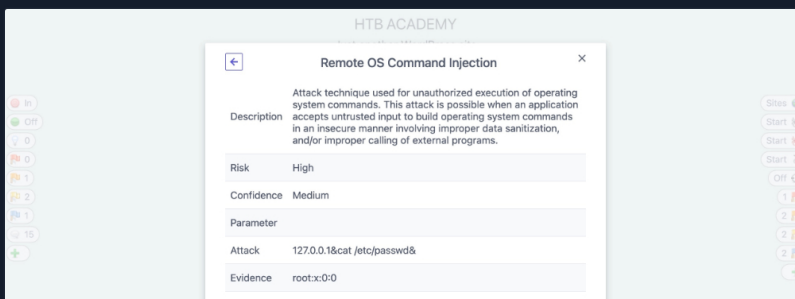 HTB ACADEMY
Remote OS Command Injection
×
Attack technique used for unauthorized execution of operating
system commands. This attack is possible when an application
Description accepts untrusted input to build operating system commands
in an insecure manner involving improper data sanitization,
and/or improper calling of external programs.
Risk High
Confidence Medium
Parameter
Attack 127.0.0.1&cat /etc/passwd&
Evidence root:x:0:0
In
Off
0
0
1
2
1
15
Sites
Start
Start
Start
Off
1
2
2
2